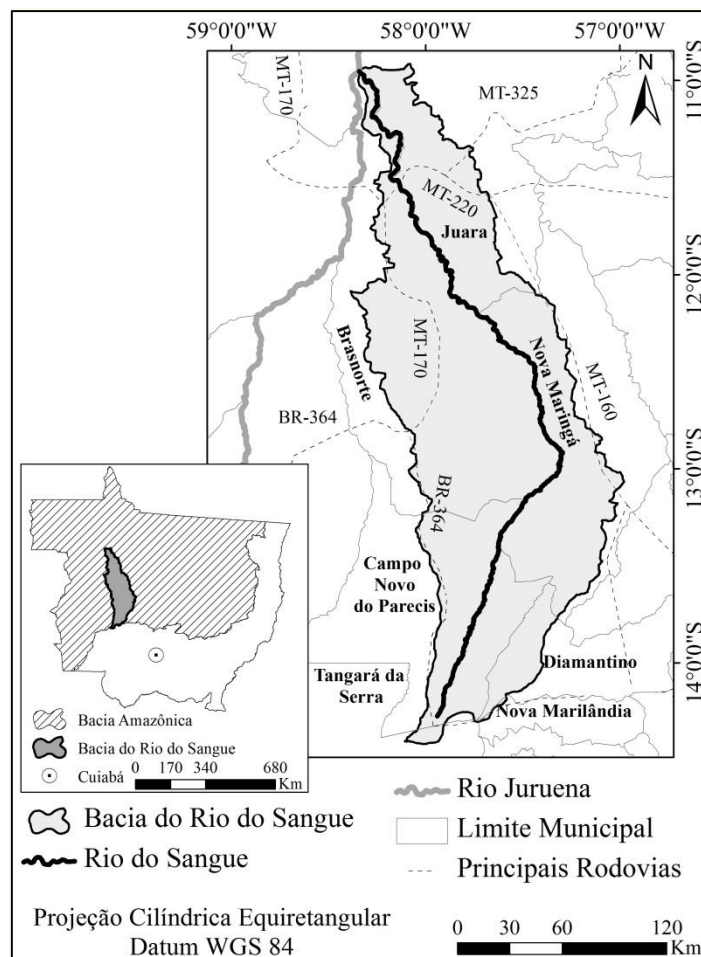 59°0'0"W
58°0'0"W
57°0'0"W
N
11°0'0"S
12°0'0"S
13°0'0"S
14°0'0"S
MT-170
MT-325
MT-220
Juara
MT-170
Brasnorte
Nova Maringá
MT-160
BR-364
BR-364
Campo
Novo
do Parecis
Tangará da
Serra
Diamantino
Nova Marilândia
Bacia Amazônica
Bacia do Rio do Sangue
Cuiabá
0 170 340 680
Km
Bacia do Rio do Sangue
Rio do Sangue
Rio Juruena
Limite Municipal
Principais Rodovias
Projeção Cilíndrica Equiretangular
Datum WGS 84
0 30 60 120
Km